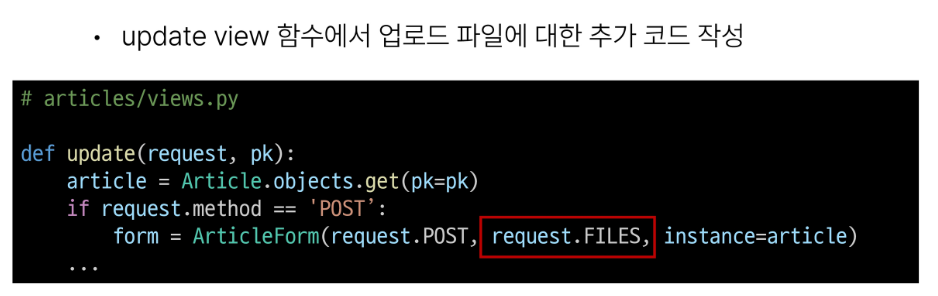 • update view 함수에서 업로드 파일에 대한 추가 코드 작성
# articles/views.py
def update(request, pk):
    article = Article.objects.get(pk=pk)
    if request.method == 'POST’:
        form = ArticleForm(request.POST, request.FILES, instance=article)
    ...